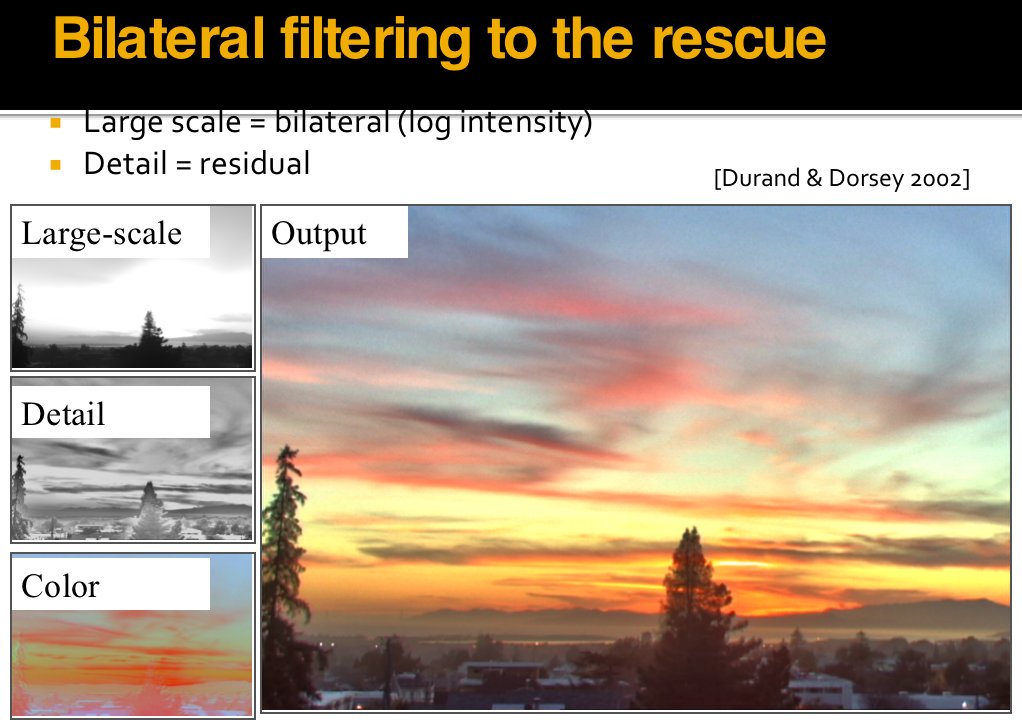 Bilateral filtering to the rescue
Large scale = bilateral (log intensity)
Detail = residual
[Durand & Dorsey 2002]
Large-scale
Output
Detail
Color